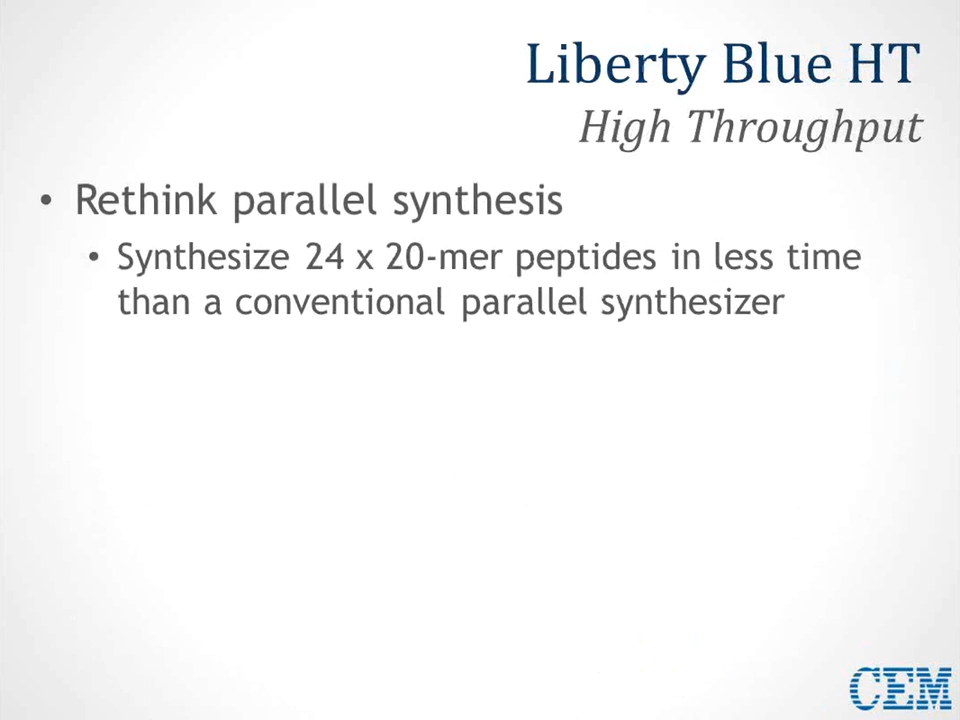 Liberty Blue HT
High Throughput
• Rethink parallel synthesis
• Synthesize 24 x 20-mer peptides in less time
than a conventional parallel synthesizer
CEM